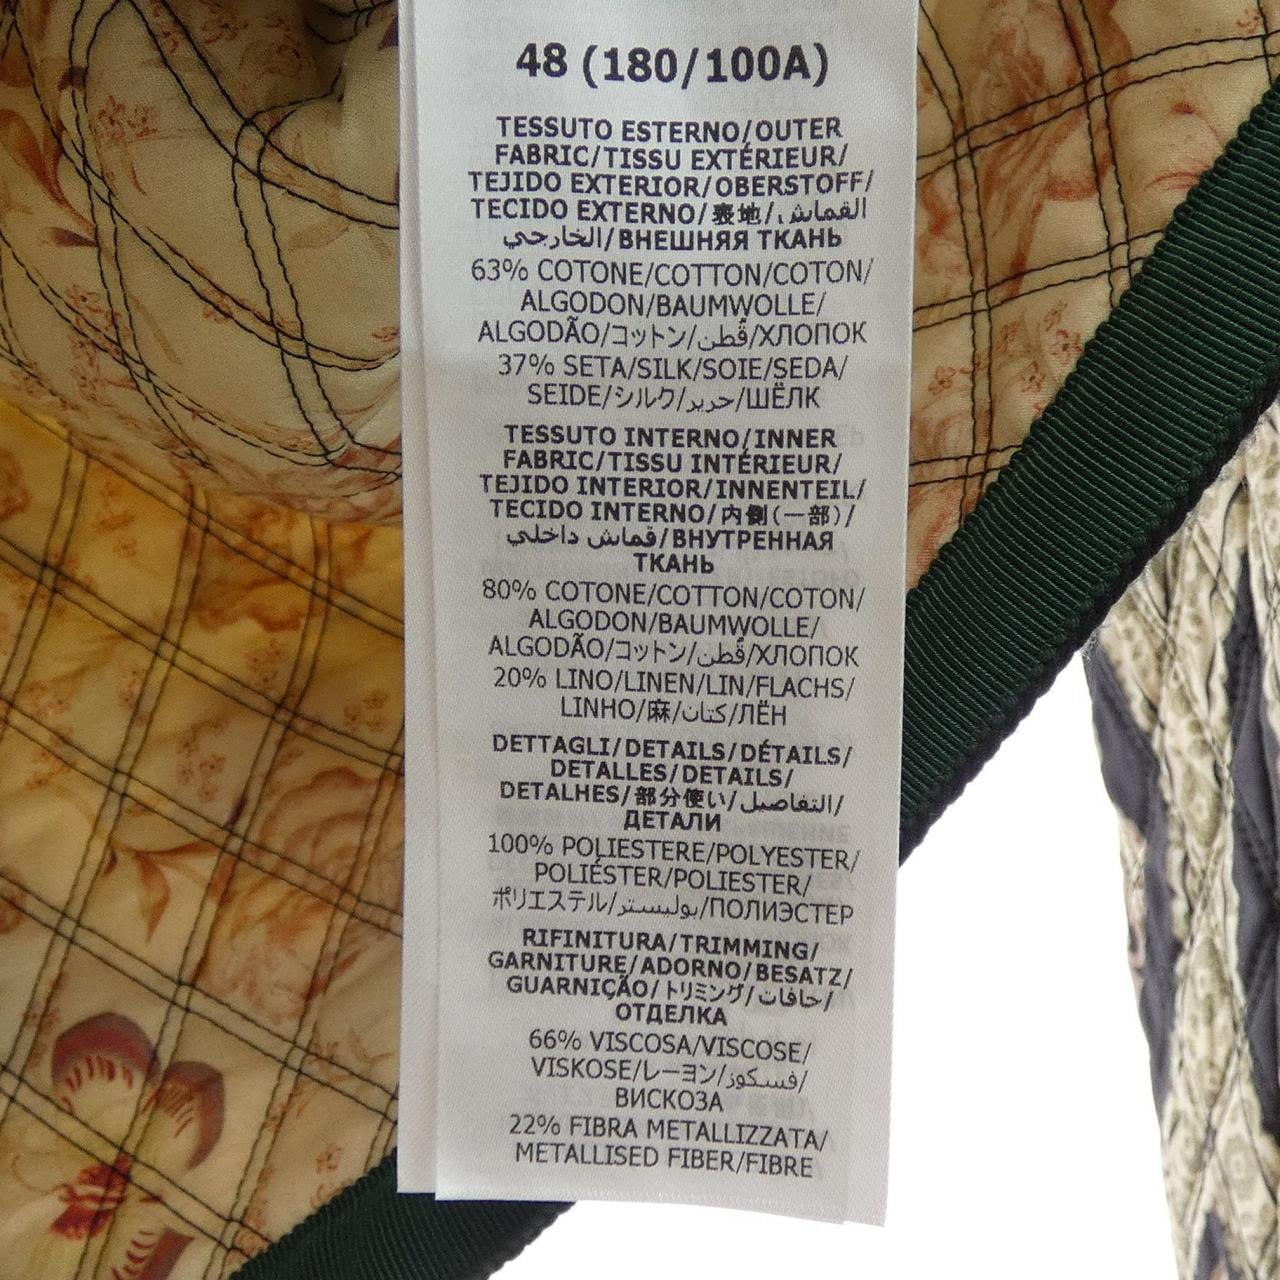 48 (180/100A)
TESSUTO ESTERNO/OUTER
FABRIC/TISSU EXTÉRIEUR/
TEJIDO EXTERIOR/OBERSTOFF/
TECIDO EXTERNO/表地/القماش
الخارجي/ВНЕШНЯЯ ТКАНЬ
63% COTONE/COTTON/COTON/
ALGODON/BAUMWOLLE/
ALGODÃO/コットン/قطن/ХЛОПОК
37% SETA/SILK/SOIE/SEDA/
SEIDE/シルク/حرير/ШЁЛК
TESSUTO INTERNO/INNER
FABRIC/TISSU INTÉRIEUR/
TEJIDO INTERIOR/INNENTEIL/
TECIDO INTERNO/内側(一部)/
قماش داخلي/ВНУТРЕННАЯ
ТКАНЬ
80% COTONE/COTTON/COTON/
ALGODON/BAUMWOLLE/
ALGODÃO/コットン/قطن/ХЛОПОК
20% LINO/LINEN/LIN/FLACHS/
LINHO/麻/كتان/ЛЁН
DETTAGLI/DETAILS/DÉTAILS/
DETALLES/DETAILS/
DETALHES/部分使い/التفاصيل/
ДЕТАЛИ
100% POLIESTERE/POLYESTER/
POLIÉSTER/POLIESTER/
ポリエステル/بوليستر/ПОЛИЭСТЕР
RIFINITURA/TRIMMING/
GARNITURE/ADORNO/BESATZ/
GUARNIÇÃO/トリミング/حافات/
ОТДЕЛКА
66% VISCOSA/VISCOSE/
VISKOSE/レーヨン/فسكوز/
ВИСКОЗА
22% FIBRA METALLIZZATA/
METALLISED FIBER/FIBRE